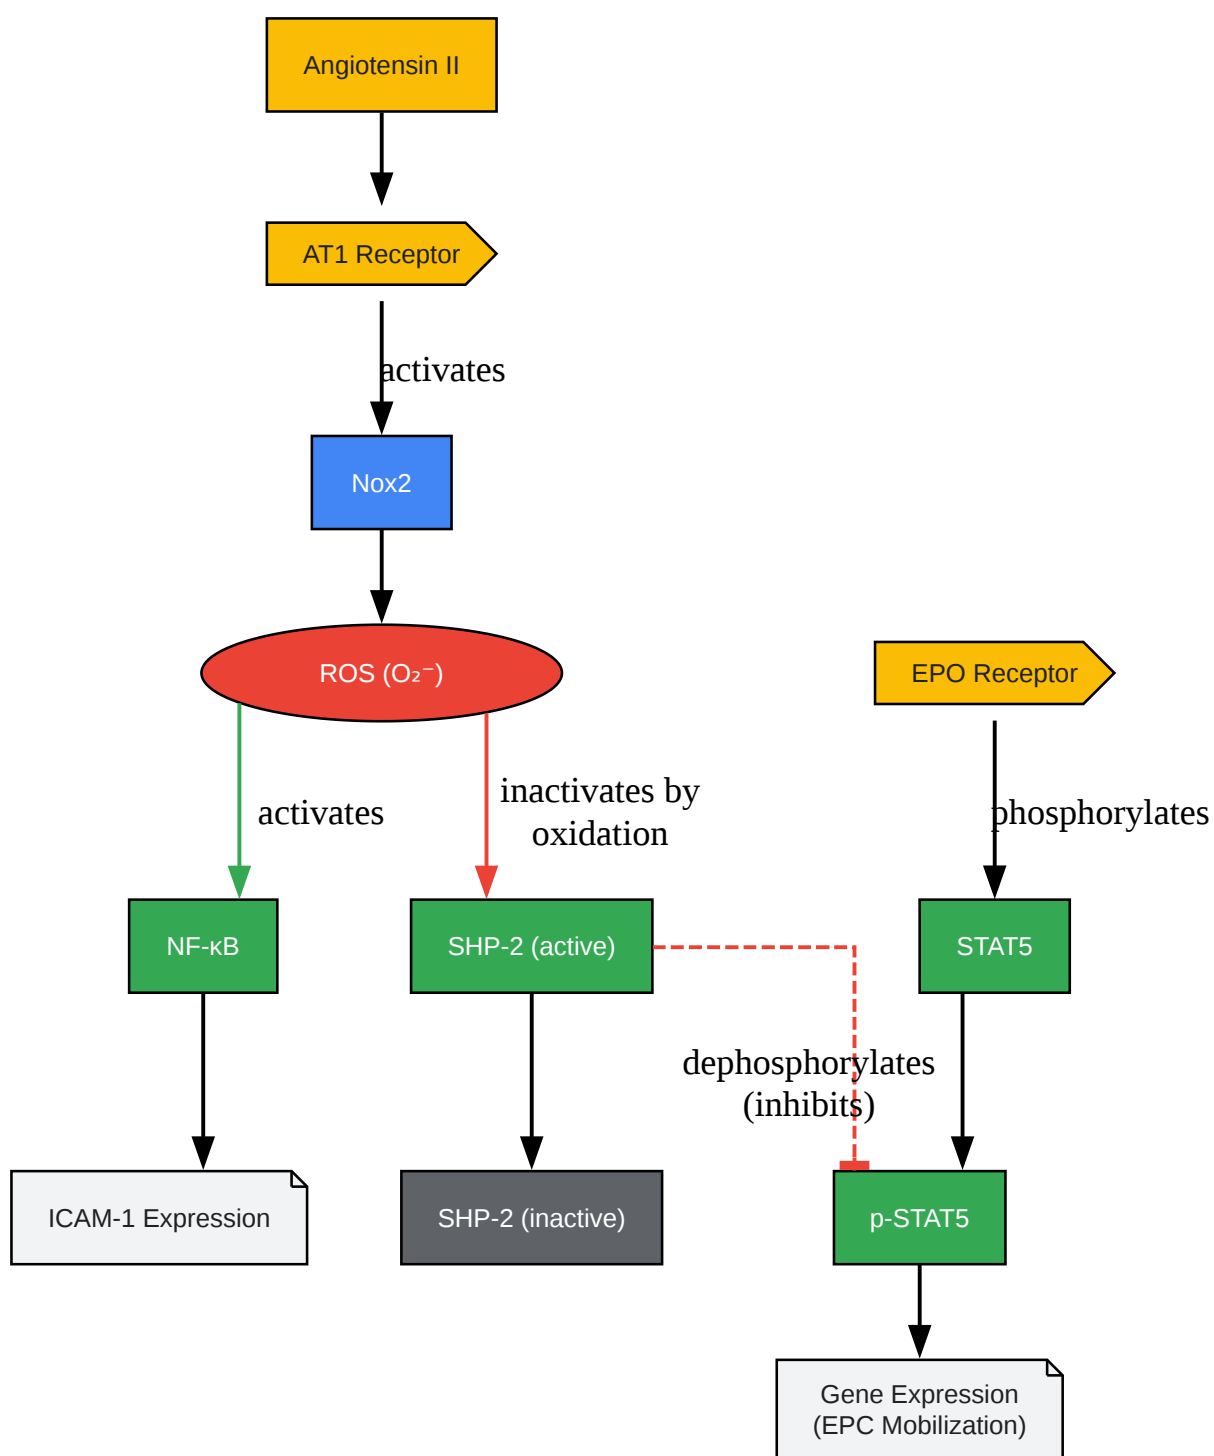 Angiotensin II
AT1 Receptor
activates
Nox2
ROS (O₂⁻)
EPO Receptor
activates
inactivates by
oxidation
phosphorylates
NF-κB
SHP-2 (active)
STAT5
dephosphorylates
(inhibits)
ICAM-1 Expression
SHP-2 (inactive)
p-STAT5
Gene Expression
(EPC Mobilization)